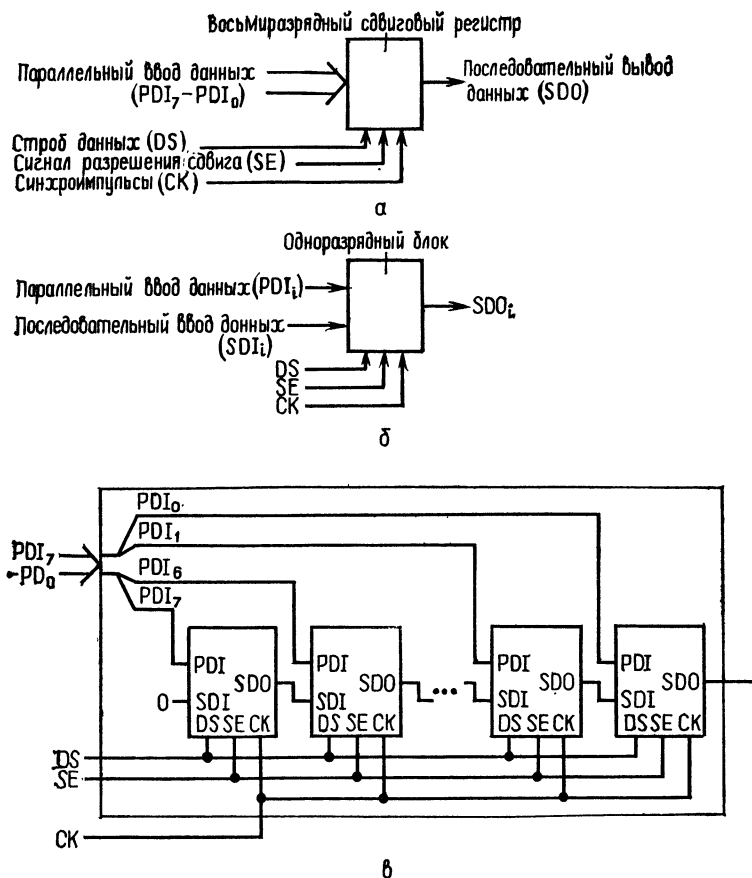 Восьмиразрядный сдвиговый регистр
Параллельный ввод данных
(PDI₇–PDI₀)
Последовательный вывод
данных (SDO)
Строб данных (DS)
Сигнал разрешения сдвига (SE)
Синхроимпульсы (CK)
а
Одноразрядный блок
Параллельный ввод данных (PDIᵢ)
Последовательный ввод донных
(SDIᵢ)
SDOᵢ
DS
SE
CK
б
PDI₀
PDI₁
PDI₇
-PD₀
PDI₆
PDI₇
PDI
SDO
0
SDI
DS SE CK
PDI
SDO
SDI
DS SE CK
...
PDI
SDO
SDI
DS SE CK
PDI
SDO
SDI
DS SE CK
DS
SE
CK
в